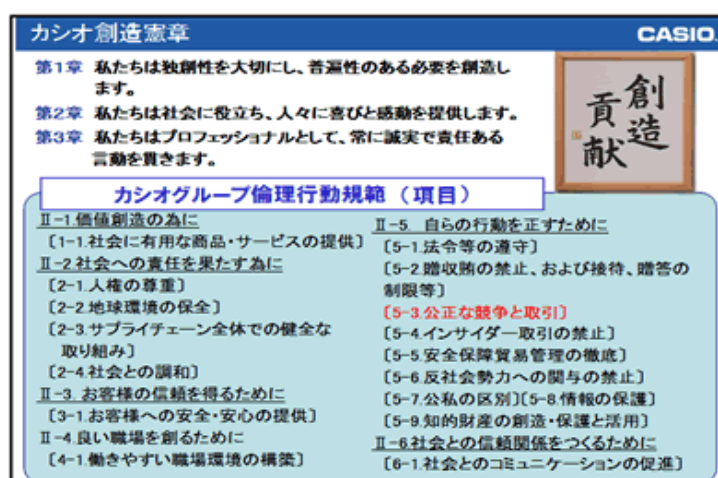 カシオ創造憲章
CASIO.
第1章 私たちは独創性を大切にし、普遍性のある必要を創造し
ます。
第2章 私たちは社会に役立ち、人々に喜びと感動を提供します。
第3章 私たちはプロフェッショナルとして、常に誠実で責任ある
言動を貫きます。
創造
貢献
カシオグループ倫理行動規範（項目）
Ⅱ-1.価値創造の為に
〔1-1.社会に有用な商品・サービスの提供〕
Ⅱ-2.社会への責任を果たす為に
〔2-1.人権の尊重〕
〔2-2.地球環境の保全〕
〔2-3.サプライチェーン全体での健全な
取り組み〕
〔2-4.社会との調和〕
Ⅱ-3. お客様の信頼を得るために
〔3-1.お客様への安全・安心の提供〕
Ⅱ-4.良い職場を創るために
〔4-1.働きやすい職場環境の構築〕
Ⅱ-5. 自らの行動を正すために
〔5-1.法令等の遵守〕
〔5-2.贈収賄の禁止、および接待、贈答の
制限等〕
〔5-3.公正な競争と取引〕
〔5-4.インサイダー取引の禁止〕
〔5-5.安全保障貿易管理の徹底〕
〔5-6.反社会勢力への関与の禁止〕
〔5-7.公私の区別〕〔5-8.情報の保護〕
〔5-9.知的財産の創造・保護と活用〕
Ⅱ-6.社会との信頼関係をつくるために
〔6-1.社会とのコミュニケーションの促進〕